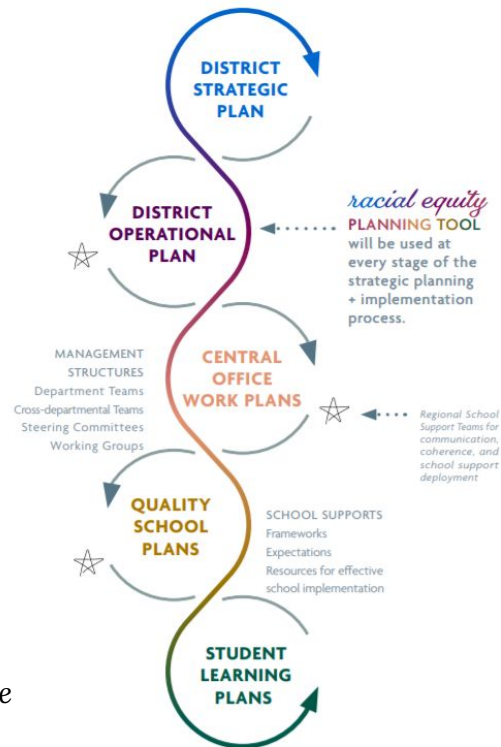 DISTRICT
STRATEGIC
PLAN
DISTRICT
OPERATIONAL
PLAN
racial equity
PLANNING TOOL
will be used at
every stage of the
strategic planning
+ implementation
process.
MANAGEMENT
STRUCTURES
Department Teams
Cross-departmental Teams
Steering Committees
Working Groups
CENTRAL
OFFICE
WORK PLANS
Regional School
Support Teams for
communication,
coherence, and
school support
deployment
QUALITY
SCHOOL
PLANS
SCHOOL SUPPORTS
Frameworks
Expectations
Resources for effective
school implementation
STUDENT
LEARNING
PLANS
e